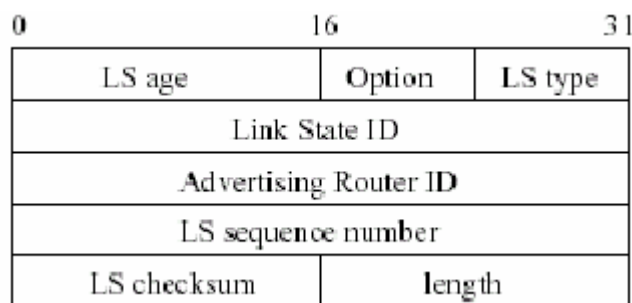 0 16 31
LS age Option LS type
Link State ID
Advertising Router ID
LS sequence number
LS checksum length